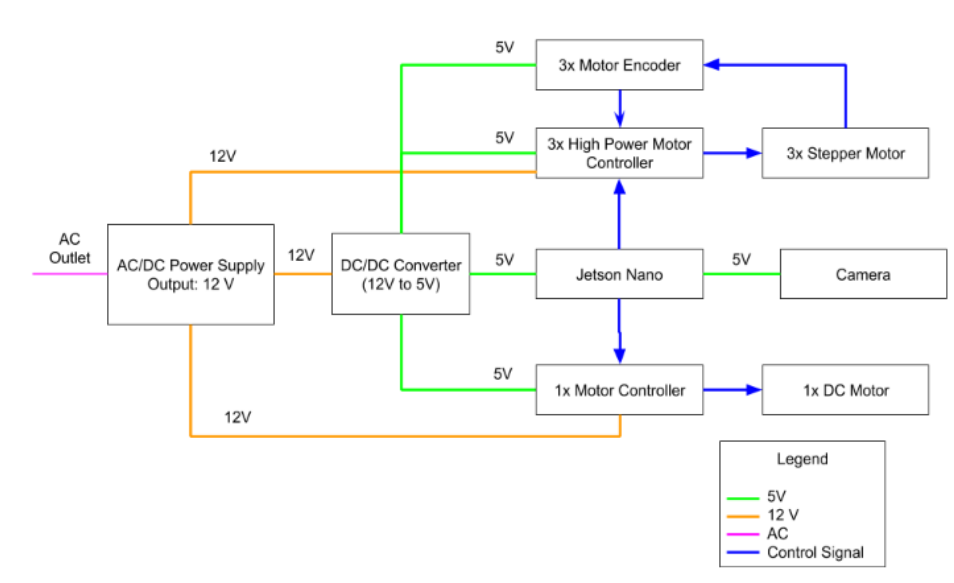 5V
3x Motor Encoder
5V
3x High Power Motor
Controller
3x Stepper Motor
12V
AC
Outlet
AC/DC Power Supply
Output: 12 V
12V
DC/DC Converter
(12V to 5V)
5V
Jetson Nano
5V
Camera
5V
1x Motor Controller
1x DC Motor
12V
Legend
5V
12 V
AC
Control Signal